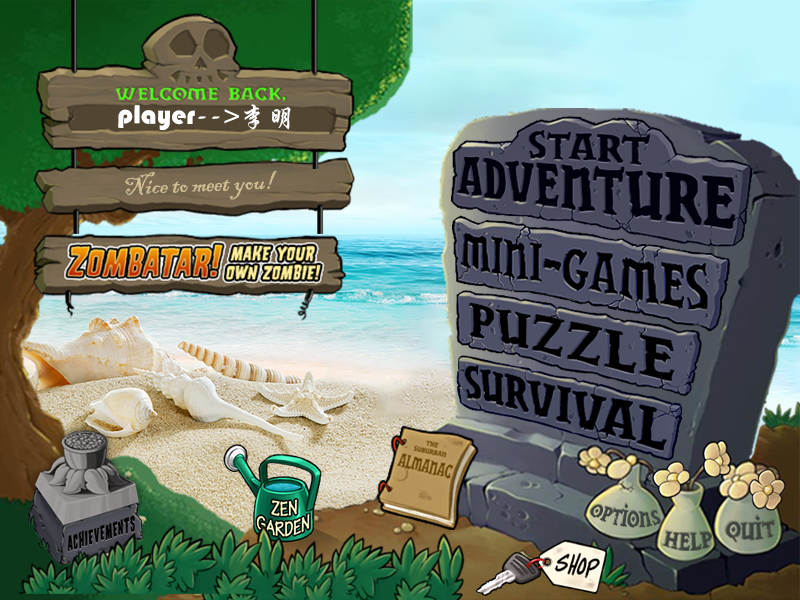 WELCOME BACK,
player-->李明
Nice to meet you!
ZOMBATAR! MAKE YOUR
OWN ZOMBIE!
START
ADVENTURE
MINI-GAMES
PUZZLE
SURVIVAL
THE
SUBURBAN
ALMANAC
ACHIEVEMENTS
ZEN
GARDEN
OPTIONS
HELP
QUIT
SHOP